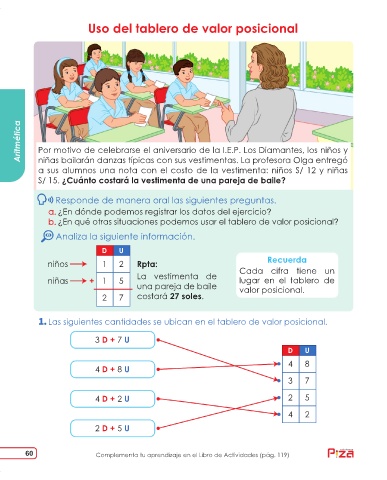 Uso del tablero de valor posicional
Aritmética
Por motivo de celebrarse el aniversario de la I.E.P. Los Diamantes, los niños y
niñas bailarán danzas típicas con sus vestimentas. La profesora Olga entregó
a sus alumnos una nota con el costo de la vestimenta: niños S/ 12 y niñas
S/ 15. ¿Cuánto costará la vestimenta de una pareja de baile?
Responde de manera oral las siguientes preguntas.
a. ¿En dónde podemos registrar los datos del ejercicio?
b. ¿En qué otras situaciones podemos usar el tablero de valor posicional?
Analiza la siguiente información.
D U
niños 1 2
niñas + 1 5
2 7
Rpta:
La vestimenta de
una pareja de baile
costará 27 soles.
Recuerda
Cada cifra tiene un
lugar en el tablero de
valor posicional.
1. Las siguientes cantidades se ubican en el tablero de valor posicional.
3 D + 7 U
4 D + 8 U
4 D + 2 U
2 D + 5 U
D U
4 8
3 7
2 5
4 2
60
Complementa tu aprendizaje en el Libro de Actividades (pág. 119)
Piza